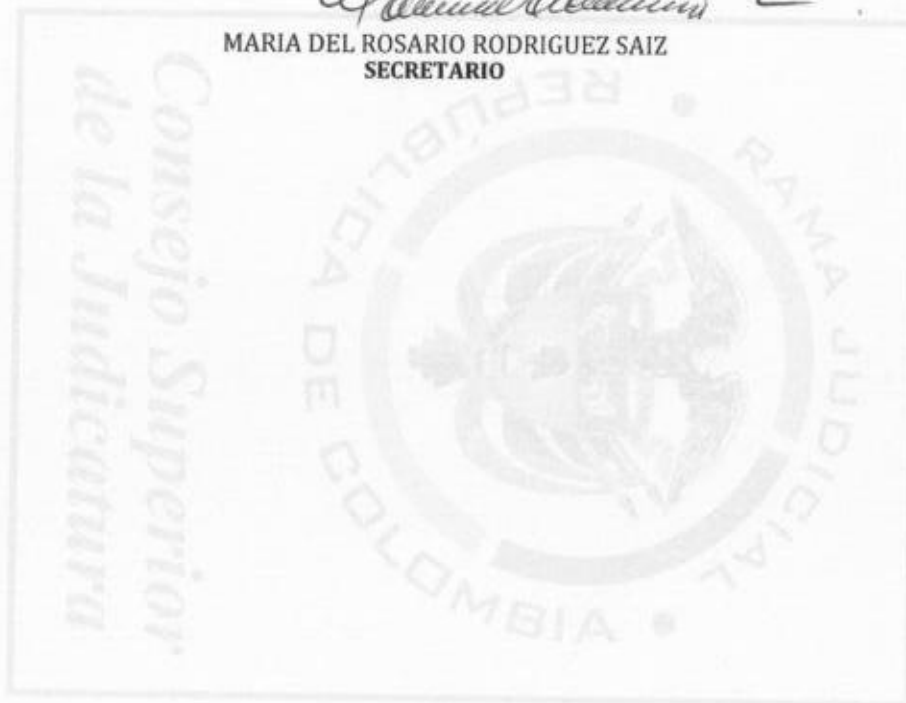 MARIA DEL ROSARIO RODRIGUEZ SAIZ
SECRETARIO
Consejo Superior
de la Judicatura
REPÚBLICA DE COLOMBIA • RAMA JUDICIAL •